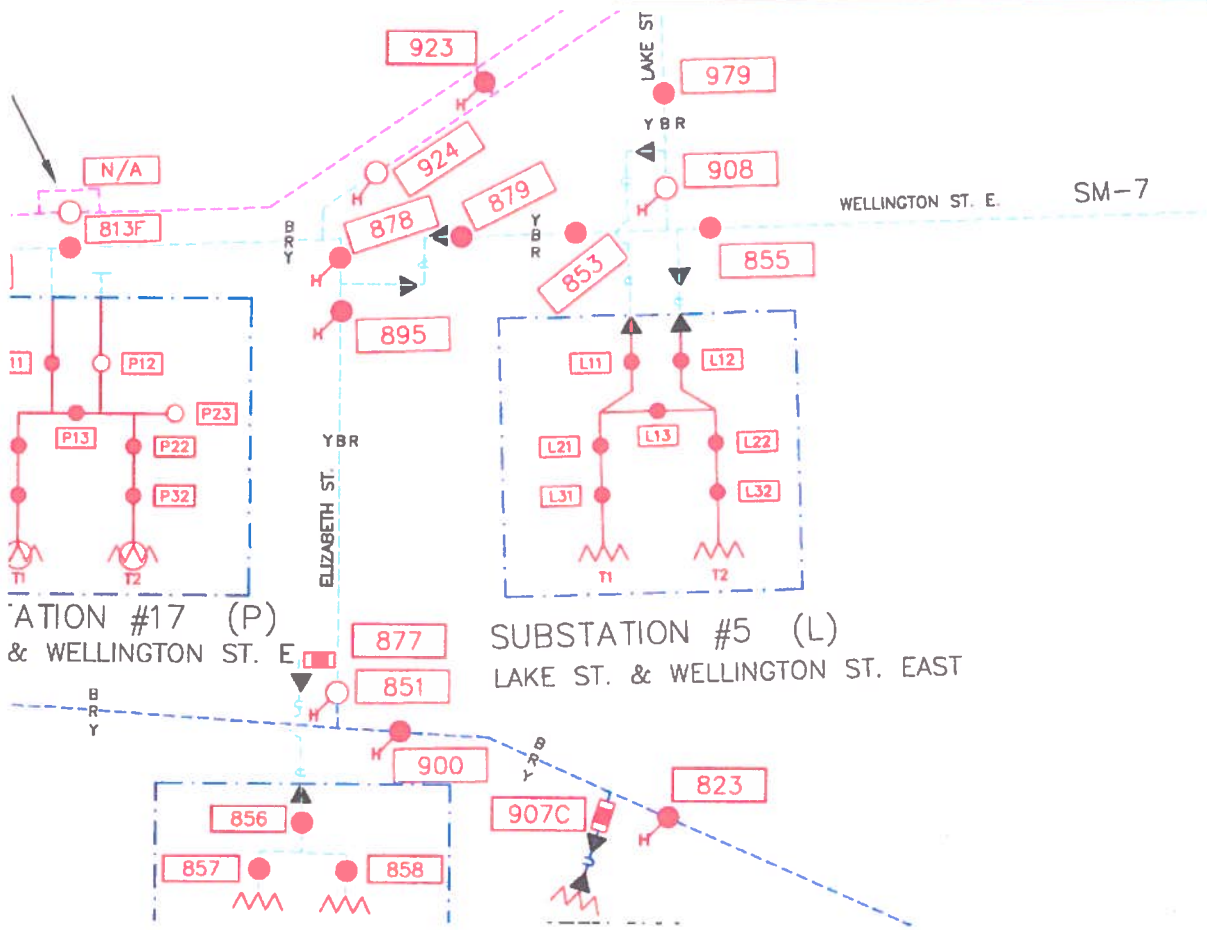 923
LAKE ST
979
H
YBR
N/A
924
908
H
H
879
813F
878
WELLINGTON ST. E.
SM-7
BRY
YBR
H
853
855
H
895
11
P12
L11
L12
P23
P13
L13
P22
L21
L22
YBR
P32
L31
L32
ELIZABETH ST.
T1
T2
T1
T2
ATION #17 (P)
& WELLINGTON ST. E
SUBSTATION #5 (L)
LAKE ST. & WELLINGTON ST. EAST
877
851
H
BRY
H
900
BRY
823
907C
H
856
857
858